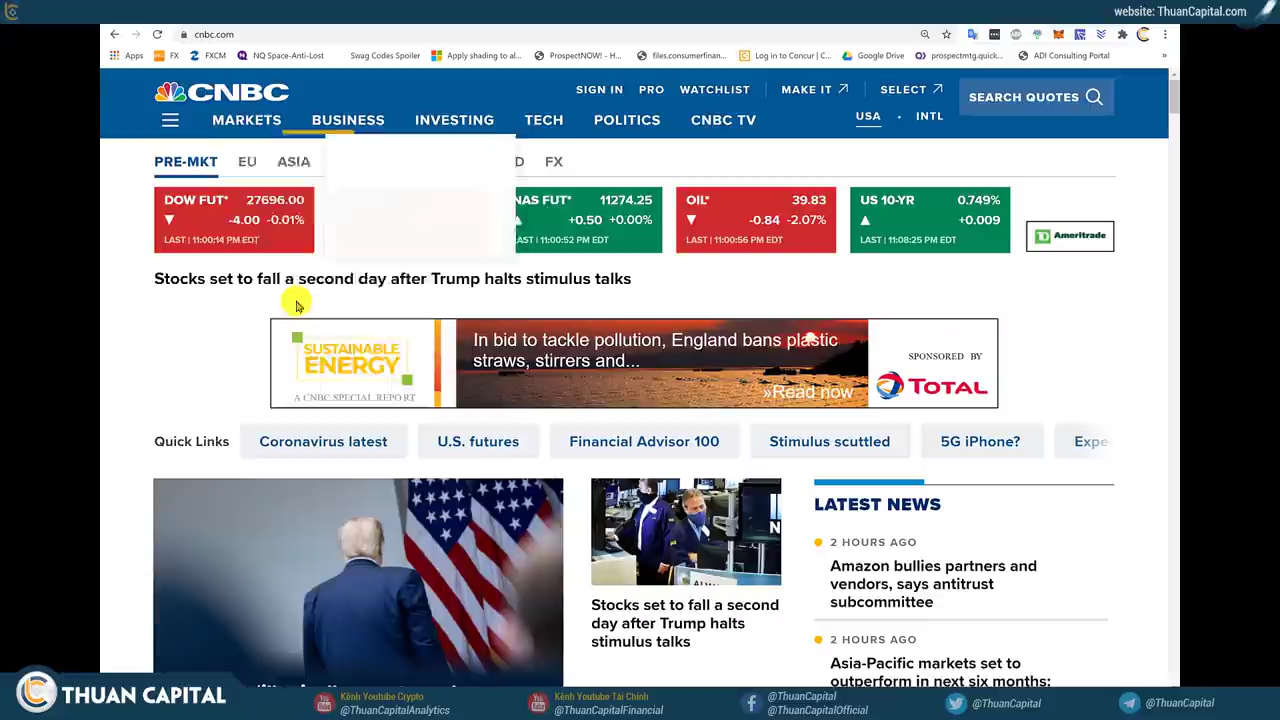 website: ThuanCapital.com
cnbc.com
Apps
FX
FXCM
NQ Space-Anti-Lost
Swag Codes Spoiler
Apply shading to al...
ProspectNOW! - H...
files.consumerfinan...
Log in to Concur | C...
Google Drive
prospectmtg.quick...
ADI Consulting Portal
»
CNBC
SIGN IN
PRO
WATCHLIST
MAKE IT
SELECT
SEARCH QUOTES
MARKETS
BUSINESS
INVESTING
TECH
POLITICS
CNBC TV
USA
INTL
PRE-MKT
EU
ASIA
D
FX
DOW FUT* 27696.00
-4.00 -0.01%
LAST | 11:00:14 PM EDT
NAS FUT* 11274.25
+0.50 +0.00%
LAST | 11:00:52 PM EDT
OIL* 39.83
-0.84 -2.07%
LAST | 11:00:56 PM EDT
US 10-YR 0.749%
+0.009
LAST | 11:08:25 PM EDT
Ameritrade
Stocks set to fall a second day after Trump halts stimulus talks
SUSTAINABLE
ENERGY
A CNBC SPECIAL REPORT
In bid to tackle pollution, England bans plastic
straws, stirrers and...
»Read now
SPONSORED BY
TOTAL
Quick Links
Coronavirus latest
U.S. futures
Financial Advisor 100
Stimulus scuttled
5G iPhone?
Expe
Stocks set to fall a second
day after Trump halts
stimulus talks
LATEST NEWS
2 HOURS AGO
Amazon bullies partners and
vendors, says antitrust
subcommittee
2 HOURS AGO
Asia-Pacific markets set to
outperform in next six months:
THUAN CAPITAL
Kênh Youtube Crypto
@ThuanCapitalAnalytics
Kênh Youtube Tài Chính
@ThuanCapitalFinancial
@ThuanCapital
@ThuanCapitalOfficial
@ThuanCapital
@ThuanCapital